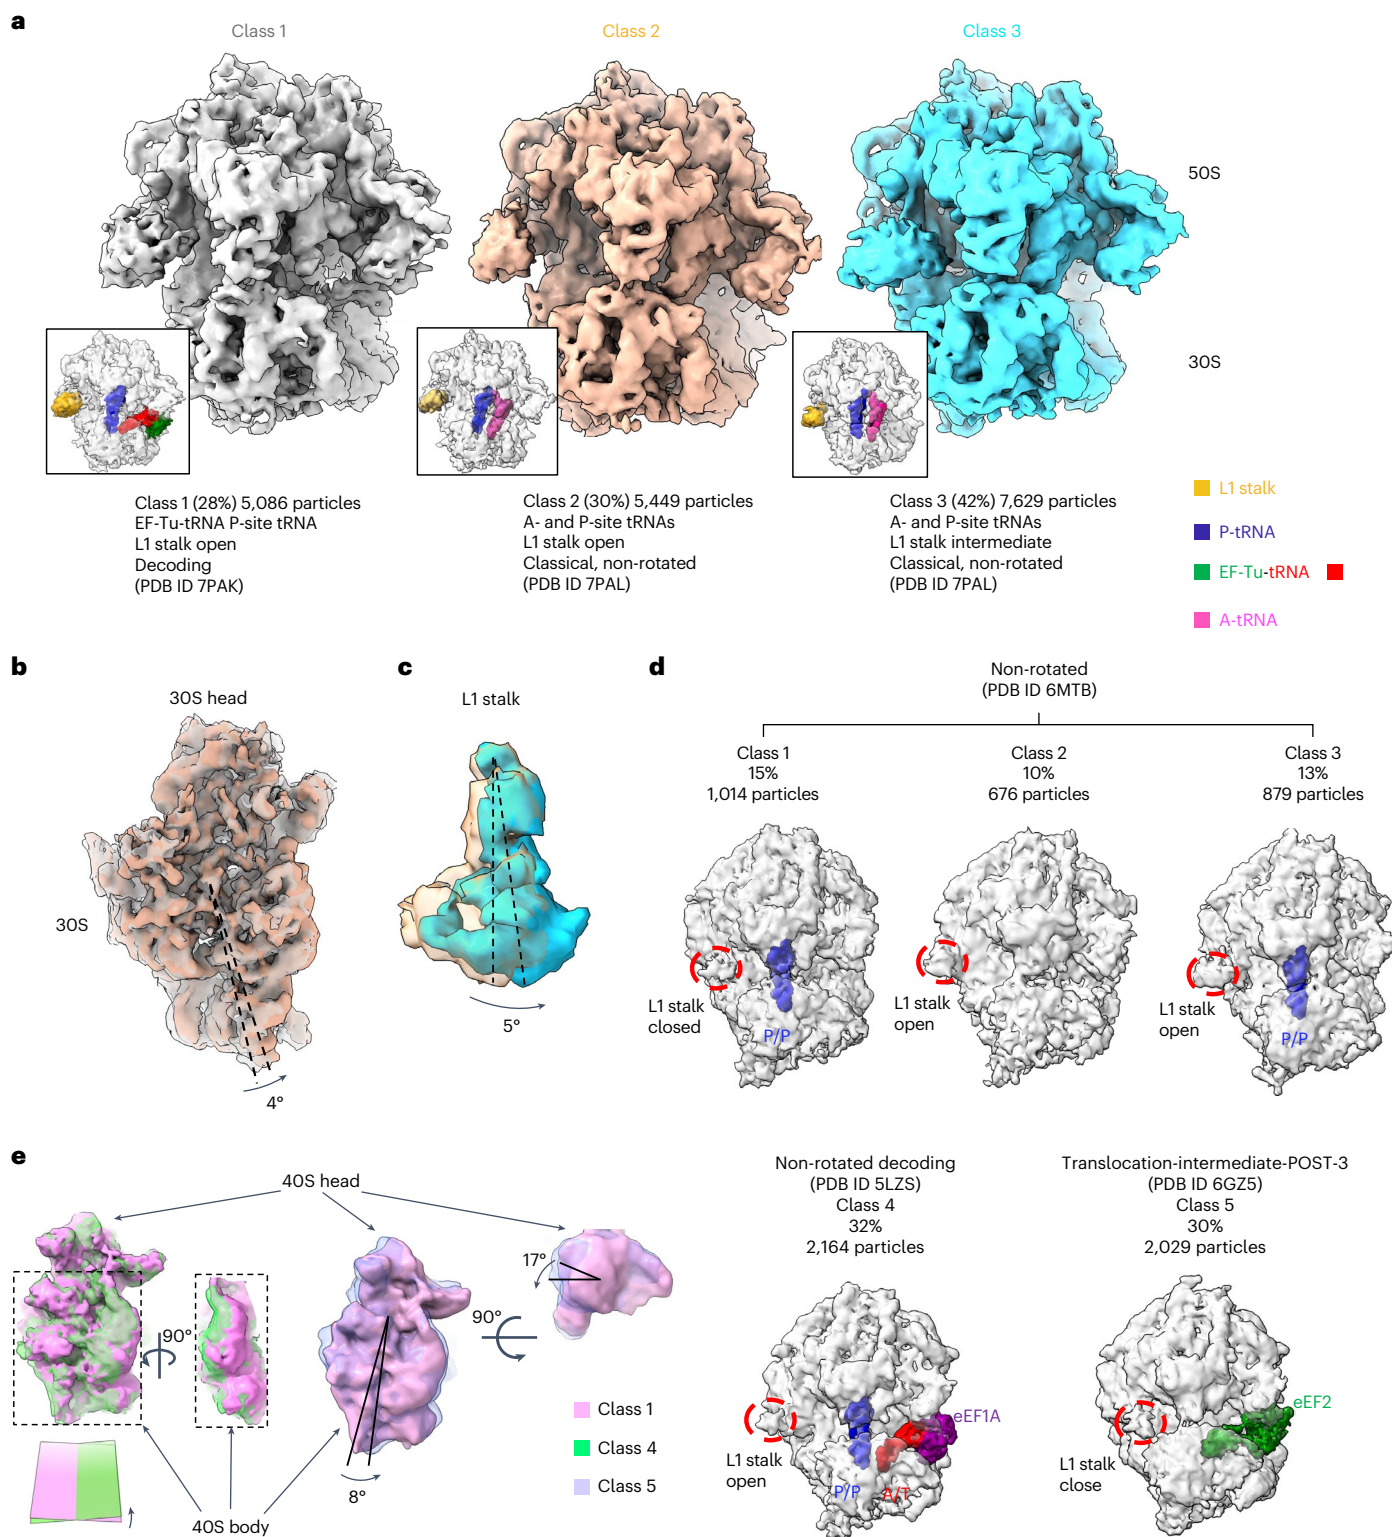 a
Class 1
Class 2
Class 3
50S
30S
Class 1 (28%) 5,086 particles
EF-Tu-tRNA P-site tRNA
L1 stalk open
Decoding
(PDB ID 7PAK)
Class 2 (30%) 5,449 particles
A- and P-site tRNAs
L1 stalk open
Classical, non-rotated
(PDB ID 7PAL)
Class 3 (42%) 7,629 particles
A- and P-site tRNAs
L1 stalk intermediate
Classical, non-rotated
(PDB ID 7PAL)
L1 stalk
P-tRNA
EF-Tu-tRNA
A-tRNA
b
30S head
30S
4°
c
L1 stalk
5°
d
Non-rotated
(PDB ID 6MTB)
Class 1
15%
1,014 particles
L1 stalk
closed
P/P
Class 2
10%
676 particles
L1 stalk
open
Class 3
13%
879 particles
L1 stalk
open
P/P
Non-rotated decoding
(PDB ID 5LZS)
Class 4
32%
2,164 particles
eEF1A
L1 stalk
open
P/P
A/T
Translocation-intermediate-POST-3
(PDB ID 6GZ5)
Class 5
30%
2,029 particles
eEF2
L1 stalk
close
e
40S head
90°
17°
90°
8°
40S body
Class 1
Class 4
Class 5